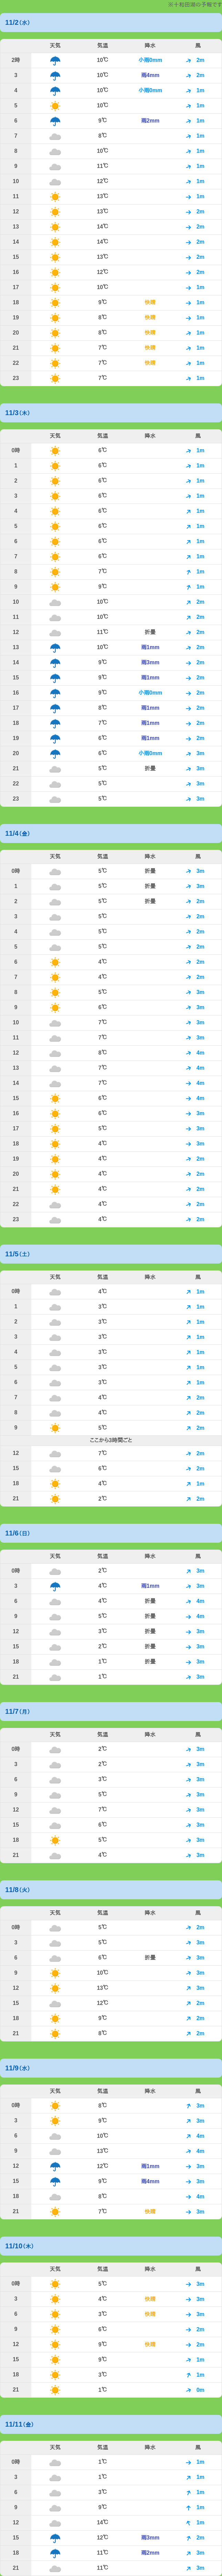 ※十和田湖の予報です
11/2(水)
天気 気温 降水 風
2時 10℃ 小雨0mm 2m
3 10℃ 雨4mm 2m
4 10℃ 小雨0mm 1m
5 10℃ 1m
6 9℃ 雨2mm 1m
7 8℃ 1m
8 10℃ 1m
9 11℃ 1m
10 12℃ 1m
11 13℃ 1m
12 13℃ 2m
13 14℃ 2m
14 14℃ 2m
15 13℃ 2m
16 12℃ 2m
17 10℃ 1m
18 9℃ 快晴 1m
19 8℃ 快晴 1m
20 8℃ 快晴 1m
21 7℃ 快晴 1m
22 7℃ 快晴 1m
23 7℃ 1m
11/3(木)
天気 気温 降水 風
0時 6℃ 1m
1 6℃ 1m
2 6℃ 1m
3 6℃ 1m
4 6℃ 1m
5 6℃ 1m
6 6℃ 1m
7 6℃ 1m
8 7℃ 1m
9 9℃ 1m
10 10℃ 2m
11 10℃ 2m
12 11℃ 折畳 2m
13 10℃ 雨1mm 2m
14 9℃ 雨3mm 2m
15 9℃ 雨1mm 2m
16 9℃ 小雨0mm 2m
17 8℃ 雨1mm 2m
18 7℃ 雨1mm 2m
19 6℃ 雨1mm 2m
20 6℃ 小雨0mm 3m
21 5℃ 折畳 3m
22 5℃ 3m
23 5℃ 3m
11/4(金)
天気 気温 降水 風
0時 5℃ 折畳 3m
1 5℃ 折畳 3m
2 5℃ 折畳 3m
3 5℃ 2m
4 5℃ 2m
5 5℃ 2m
6 4℃ 2m
7 4℃ 2m
8 5℃ 3m
9 6℃ 3m
10 7℃ 3m
11 7℃ 3m
12 8℃ 4m
13 7℃ 4m
14 7℃ 4m
15 6℃ 4m
16 6℃ 3m
17 5℃ 3m
18 4℃ 3m
19 4℃ 2m
20 4℃ 2m
21 4℃ 2m
22 4℃ 2m
23 4℃ 2m
11/5(土)
天気 気温 降水 風
0時 4℃ 1m
1 3℃ 1m
2 3℃ 1m
3 3℃ 1m
4 3℃ 1m
5 3℃ 1m
6 3℃ 1m
7 4℃ 2m
8 4℃ 2m
9 5℃ 2m
ここから3時間ごと
12 7℃ 2m
15 6℃ 2m
18 4℃ 1m
21 2℃ 2m
11/6(日)
天気 気温 降水 風
0時 2℃ 3m
3 4℃ 雨1mm 3m
6 4℃ 折畳 4m
9 5℃ 折畳 4m
12 3℃ 折畳 3m
15 2℃ 折畳 3m
18 1℃ 折畳 3m
21 1℃ 3m
11/7(月)
天気 気温 降水 風
0時 2℃ 3m
3 2℃ 3m
6 3℃ 3m
9 5℃ 3m
12 7℃ 3m
15 6℃ 3m
18 5℃ 3m
21 4℃ 3m
11/8(火)
天気 気温 降水 風
0時 5℃ 2m
3 5℃ 3m
6 6℃ 折畳 3m
9 10℃ 3m
12 13℃ 3m
15 12℃ 2m
18 9℃ 2m
21 8℃ 2m
11/9(水)
天気 気温 降水 風
0時 8℃ 3m
3 9℃ 3m
6 10℃ 4m
9 13℃ 4m
12 12℃ 雨1mm 3m
15 9℃ 雨4mm 3m
18 8℃ 4m
21 7℃ 快晴 3m
11/10(木)
天気 気温 降水 風
0時 5℃ 3m
3 4℃ 快晴 3m
6 3℃ 快晴 3m
9 6℃ 2m
12 9℃ 快晴 2m
15 9℃ 1m
18 3℃ 1m
21 1℃ 0m
11/11(金)
天気 気温 降水 風
0時 1℃ 1m
3 1℃ 1m
6 3℃ 1m
9 9℃ 1m
12 14℃ 1m
15 12℃ 雨3mm 2m
18 11℃ 雨2mm 3m
21 11℃ 3m